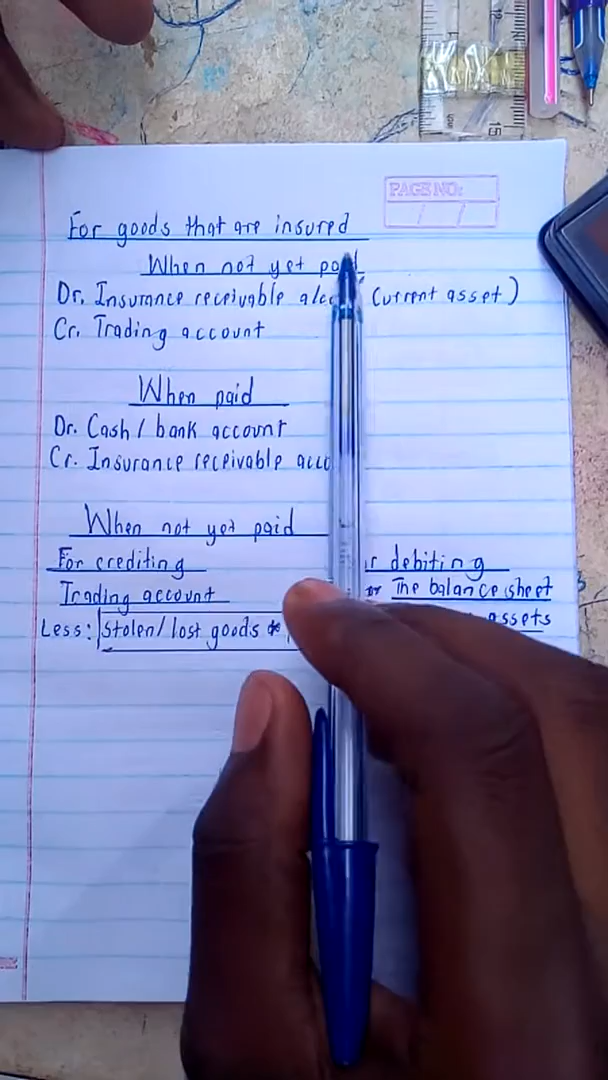 PAGE NO:
For goods that are insured
When not yet paid
Dr. Insurance receivable (Current asset)
Cr. Trading account
When paid
Dr. Cash/bank account
Cr. Insurance receivable
When not yet paid
For crediting debiting
Trading account The balance sheet
Less: Stolen/lost goods assets
15